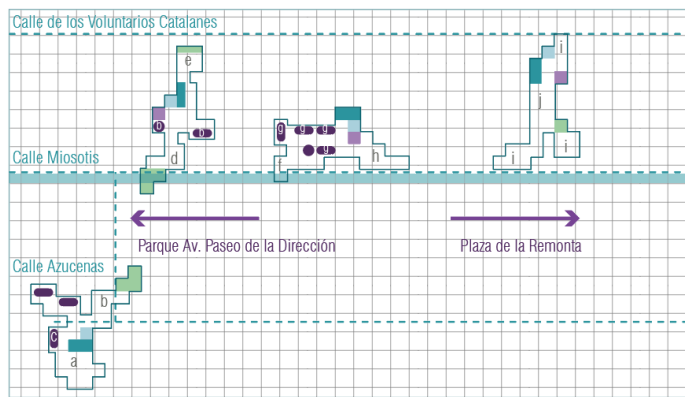 Calle de los Voluntarios Catalanes
e
j
j
b
b
g
g
g
g
Calle Miosotis
d
f
h
i
i
Parque Av. Paseo de la Dirección
Plaza de la Remonta
Calle Azucenas
b
c
a